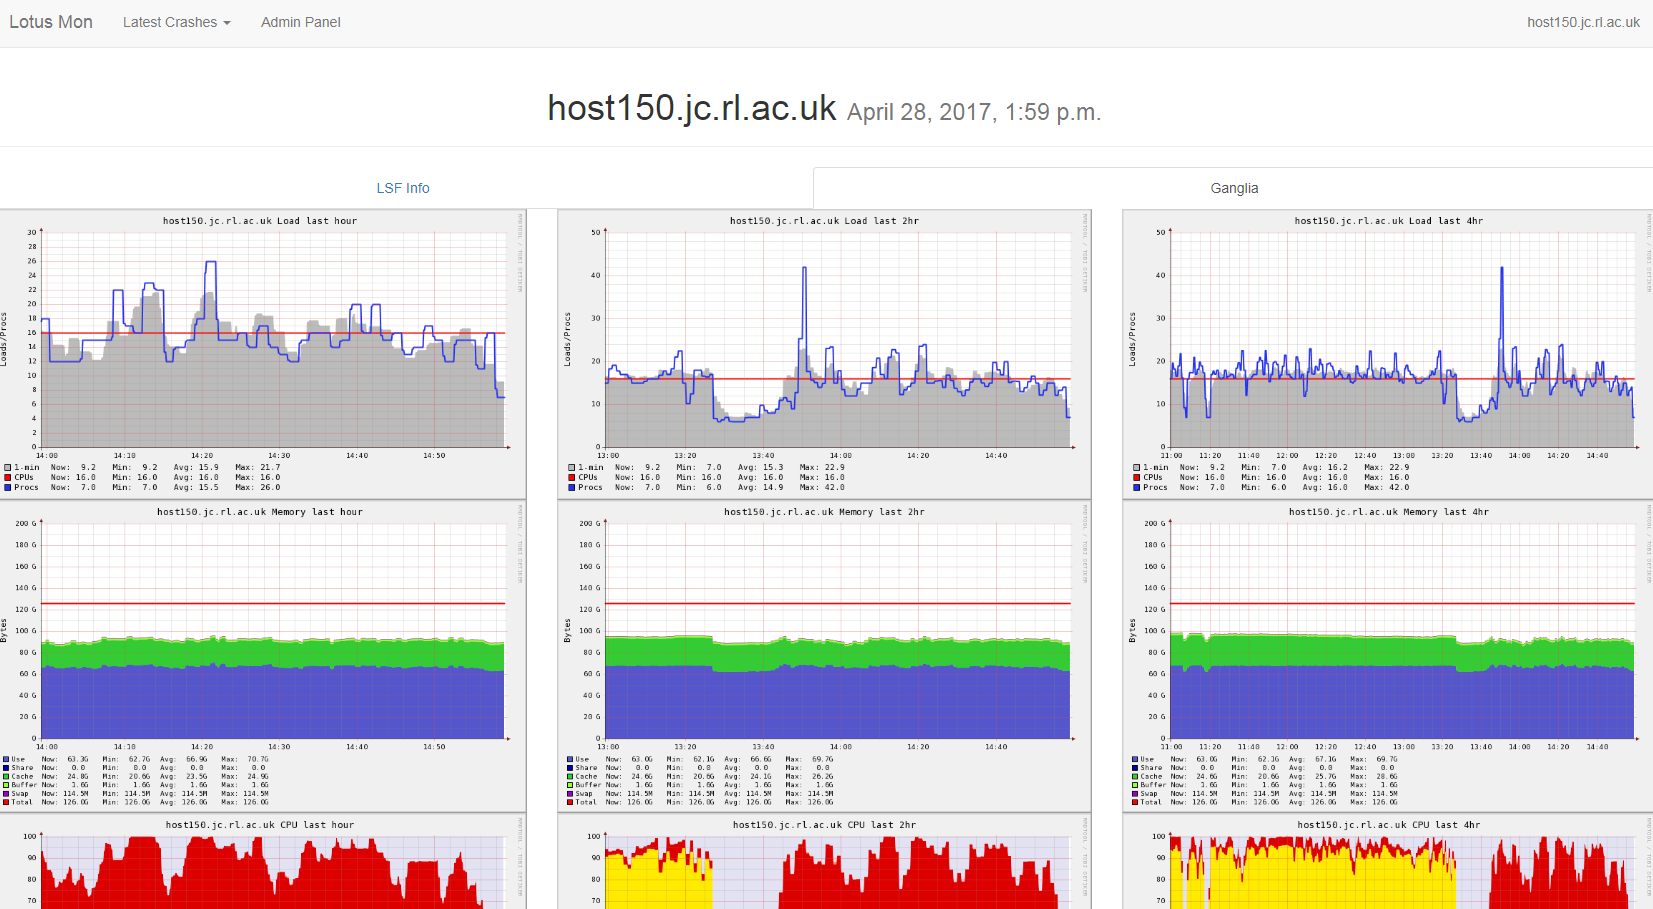 Lotus Mon Latest Crashes Admin Panel host150.jc.rl.ac.uk
host150.jc.rl.ac.uk April 28, 2017, 1:59 p.m.
LSF Info Ganglia
host150.jc.rl.ac.uk Load last hour
Loads/Procs
30
28
26
24
22
20
18
16
14
12
10
8
6
4
2
0
14:00 14:10 14:20 14:30 14:40 14:50
1-min Now: 9.2 Min: 9.2 Avg: 15.9 Max: 21.7
CPUs Now: 16.0 Min: 16.0 Avg: 16.0 Max: 16.0
Procs Now: 7.0 Min: 7.0 Avg: 15.5 Max: 26.0
RRDTOOL / TOBI OETIKER
host150.jc.rl.ac.uk Load last 2hr
Loads/Procs
50
40
30
20
10
0
13:00 13:20 13:40 14:00 14:20 14:40
1-min Now: 9.2 Min: 7.0 Avg: 15.3 Max: 22.9
CPUs Now: 16.0 Min: 16.0 Avg: 16.0 Max: 16.0
Procs Now: 7.0 Min: 6.0 Avg: 14.9 Max: 42.0
RRDTOOL / TOBI OETIKER
host150.jc.rl.ac.uk Load last 4hr
Loads/Procs
50
40
30
20
10
0
11:00 11:20 11:40 12:00 12:20 12:40 13:00 13:20 13:40 14:00 14:20 14:40
1-min Now: 9.2 Min: 7.0 Avg: 16.2 Max: 22.9
CPUs Now: 16.0 Min: 16.0 Avg: 16.0 Max: 16.0
Procs Now: 7.0 Min: 6.0 Avg: 16.0 Max: 42.0
RRDTOOL / TOBI OETIKER
host150.jc.rl.ac.uk Memory last hour
Bytes
200 G
180 G
160 G
140 G
120 G
100 G
80 G
60 G
40 G
20 G
0
14:00 14:10 14:20 14:30 14:40 14:50
Use Now: 63.3G Min: 62.7G Avg: 66.9G Max: 70.7G
Share Now: 0.0 Min: 0.0 Avg: 0.0 Max: 0.0
Cache Now: 24.8G Min: 20.6G Avg: 23.5G Max: 24.9G
Buffer Now: 1.6G Min: 1.6G Avg: 1.6G Max: 1.6G
Swap Now: 114.5M Min: 114.5M Avg: 114.5M Max: 114.5M
Total Now: 126.0G Min: 126.0G Avg: 126.0G Max: 126.0G
RRDTOOL / TOBI OETIKER
host150.jc.rl.ac.uk Memory last 2hr
Bytes
200 G
180 G
160 G
140 G
120 G
100 G
80 G
60 G
40 G
20 G
0
13:00 13:20 13:40 14:00 14:20 14:40
Use Now: 63.0G Min: 62.1G Avg: 66.6G Max: 69.7G
Share Now: 0.0 Min: 0.0 Avg: 0.0 Max: 0.0
Cache Now: 24.6G Min: 20.6G Avg: 24.1G Max: 26.2G
Buffer Now: 1.6G Min: 1.6G Avg: 1.6G Max: 1.6G
Swap Now: 114.5M Min: 114.5M Avg: 114.5M Max: 114.5M
Total Now: 126.0G Min: 126.0G Avg: 126.0G Max: 126.0G
RRDTOOL / TOBI OETIKER
host150.jc.rl.ac.uk Memory last 4hr
Bytes
200 G
180 G
160 G
140 G
120 G
100 G
80 G
60 G
40 G
20 G
0
11:00 11:20 11:40 12:00 12:20 12:40 13:00 13:20 13:40 14:00 14:20 14:40
Use Now: 63.0G Min: 62.1G Avg: 67.1G Max: 69.7G
Share Now: 0.0 Min: 0.0 Avg: 0.0 Max: 0.0
Cache Now: 24.6G Min: 20.6G Avg: 25.7G Max: 28.6G
Buffer Now: 1.6G Min: 1.6G Avg: 1.6G Max: 1.6G
Swap Now: 114.5M Min: 114.5M Avg: 114.5M Max: 114.5M
Total Now: 126.0G Min: 126.0G Avg: 126.0G Max: 126.0G
RRDTOOL / TOBI OETIKER
host150.jc.rl.ac.uk CPU last hour
100
90
80
70
RRDTOOL / TOBI OETIKER
host150.jc.rl.ac.uk CPU last 2hr
100
90
80
70
RRDTOOL / TOBI OETIKER
host150.jc.rl.ac.uk CPU last 4hr
100
90
80
70
RRDTOOL / TOBI OETIKER